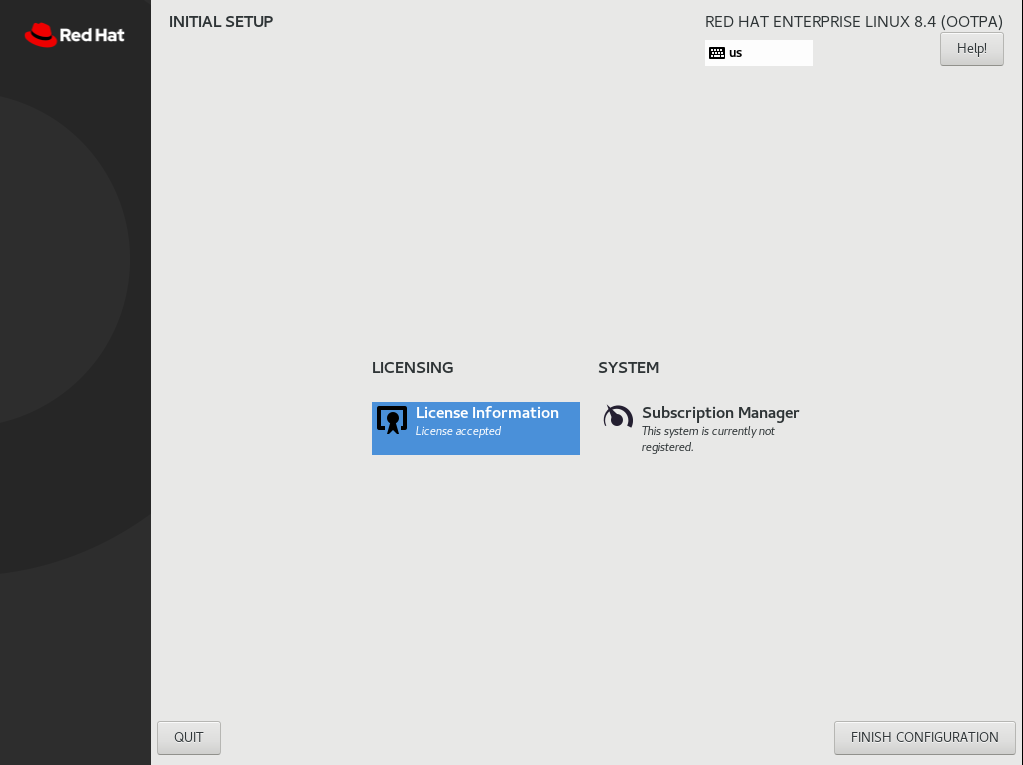 Red Hat
INITIAL SETUP
RED HAT ENTERPRISE LINUX 8.4 (OOTPA)
us
Help!
LICENSING
License Information
License accepted
SYSTEM
Subscription Manager
This system is currently not
registered.
QUIT
FINISH CONFIGURATION